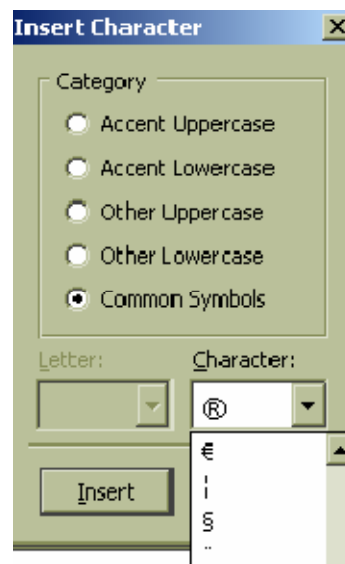 Insert Character
Category
Accent Uppercase
Accent Lowercase
Other Uppercase
Other Lowercase
Common Symbols
Letter: Character:
®
€
¦
Insert
§
¨